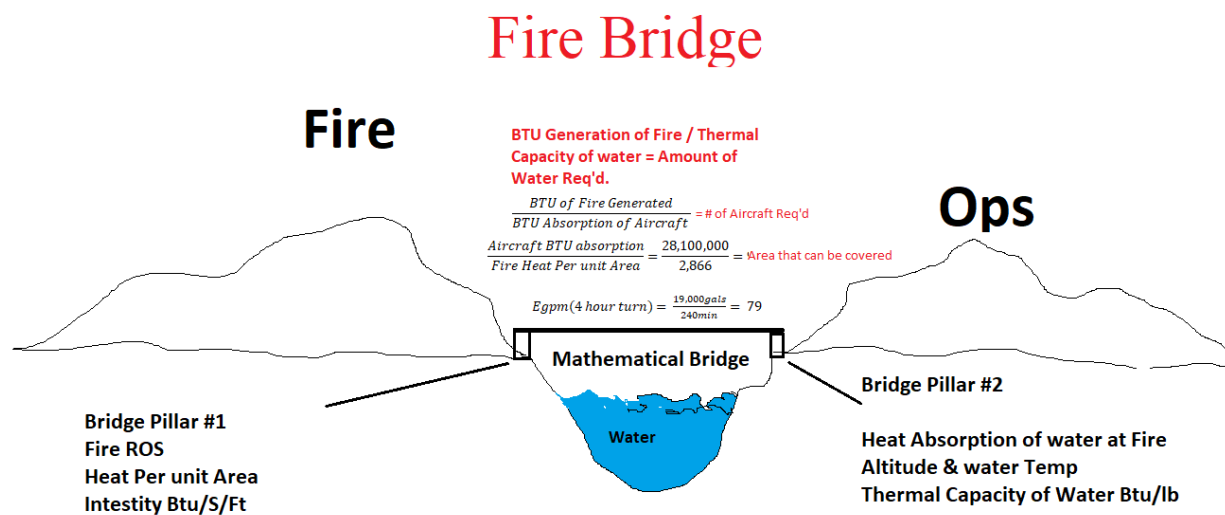 Fire Bridge
Fire
BTU Generation of Fire / Thermal
Capacity of water = Amount of
Water Req'd.
BTU of Fire Generated / BTU Absorption of Aircraft = # of Aircraft Req'd
Aircraft BTU absorption / Fire Heat Per unit Area = 28,100,000 / 2,866 = Area that can be covered
Egpm(4 hour turn) = 19,000gals / 240min = 79
Ops
Mathematical Bridge
Water
Bridge Pillar #1
Fire ROS
Heat Per unit Area
Intestity Btu/S/Ft
Bridge Pillar #2
Heat Absorption of water at Fire
Altitude & water Temp
Thermal Capacity of Water Btu/lb